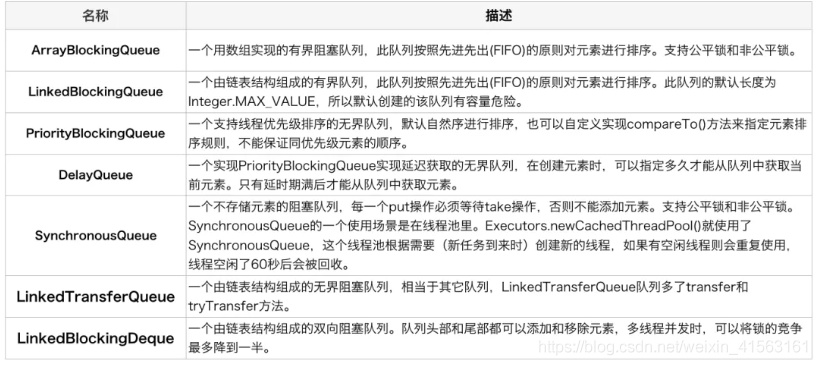 名称 描述
ArrayBlockingQueue 一个用数组实现的有界阻塞队列，此队列按照先进先出(FIFO)的原则对元素进行排序。支持公平锁和非公平锁。
LinkedBlockingQueue 一个由链表结构组成的有界队列，此队列按照先进先出(FIFO)的原则对元素进行排序。此队列的默认长度为
Integer.MAX_VALUE，所以默认创建的该队列有容量危险。
PriorityBlockingQueue 一个支持线程优先级排序的无界队列，默认自然序进行排序，也可以自定义实现compareTo()方法来指定元素排
序规则，不能保证同优先级元素的顺序。
DelayQueue 一个实现PriorityBlockingQueue实现延迟获取的无界队列，在创建元素时，可以指定多久才能从队列中获取当
前元素。只有延时期满后才能从队列中获取元素。
SynchronousQueue 一个不存储元素的阻塞队列，每一个put操作必须等待take操作，否则不能添加元素。支持公平锁和非公平锁。
SynchronousQueue的一个使用场景是在线程池里。Executors.newCachedThreadPool()就使用了
SynchronousQueue，这个线程池根据需要（新任务到来时）创建新的线程，如果有空闲线程则会重复使用，
线程空闲了60秒后会被回收。
LinkedTransferQueue 一个由链表结构组成的无界阻塞队列，相当于其它队列，LinkedTransferQueue队列多了transfer和
tryTransfer方法。
LinkedBlockingDeque 一个由链表结构组成的双向阻塞队列。队列头部和尾部都可以添加和移除元素，多线程并发时，可以将锁的竞争
最多降到一半。
https://blog.csdn.net/weixin_41563161